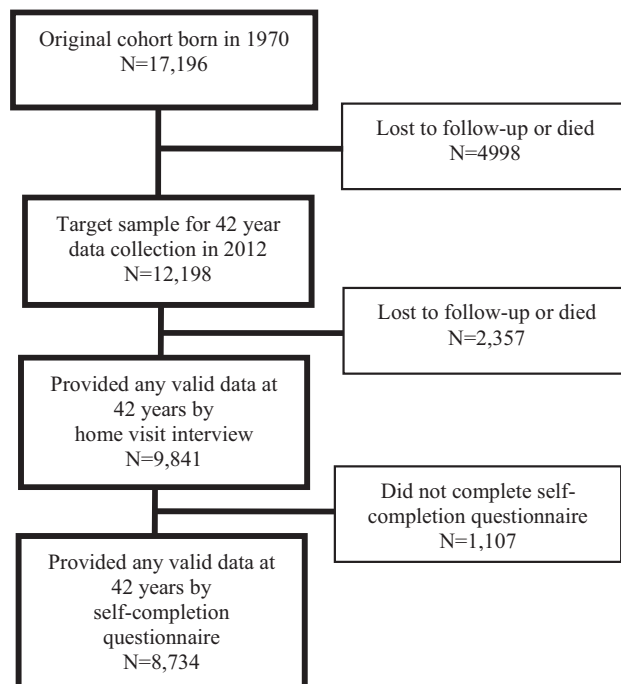 Original cohort born in 1970
N=17,196
Lost to follow-up or died
N=4998
Target sample for 42 year
data collection in 2012
N=12,198
Lost to follow-up or died
N=2,357
Provided any valid data at
42 years by
home visit interview
N=9,841
Did not complete self-
completion questionnaire
N=1,107
Provided any valid data at
42 years by
self-completion
questionnaire
N=8,734